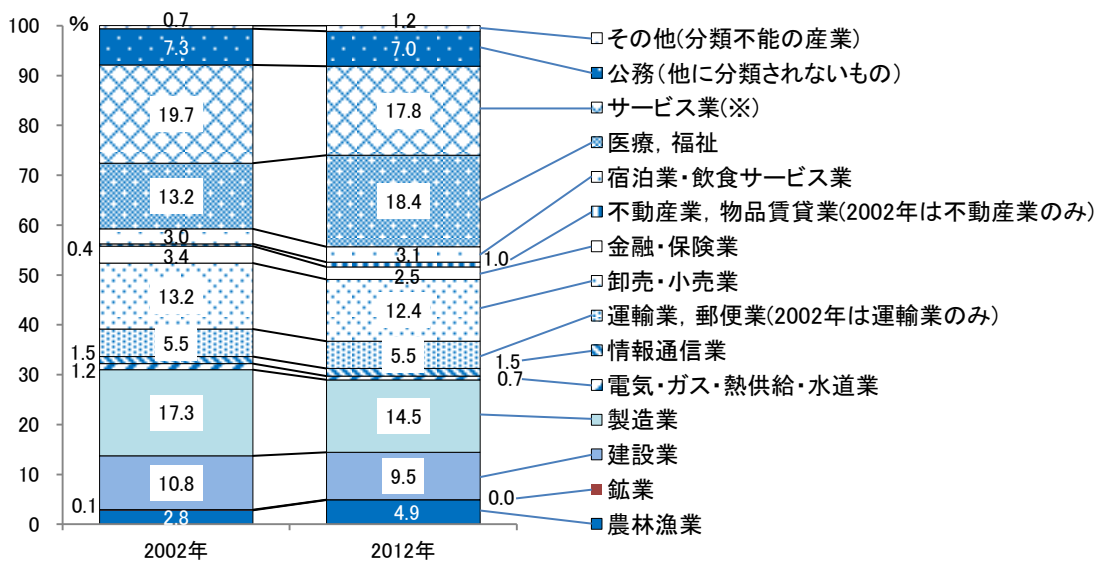 %
100
90
80
70
60
50
40
30
20
10
0
0.7
7.3
19.7
13.2
3.0
0.4
3.4
13.2
5.5
1.5
1.2
17.3
10.8
0.1
2.8
1.2
7.0
17.8
18.4
3.1
1.0
2.5
12.4
5.5
1.5
0.7
14.5
9.5
0.0
4.9
2002年
2012年
その他(分類不能の産業)
公務(他に分類されないもの)
サービス業(※)
医療，福祉
宿泊業・飲食サービス業
不動産業，物品賃貸業(2002年は不動産業のみ)
金融・保険業
卸売・小売業
運輸業，郵便業(2002年は運輸業のみ)
情報通信業
電気・ガス・熱供給・水道業
製造業
建設業
鉱業
農林漁業